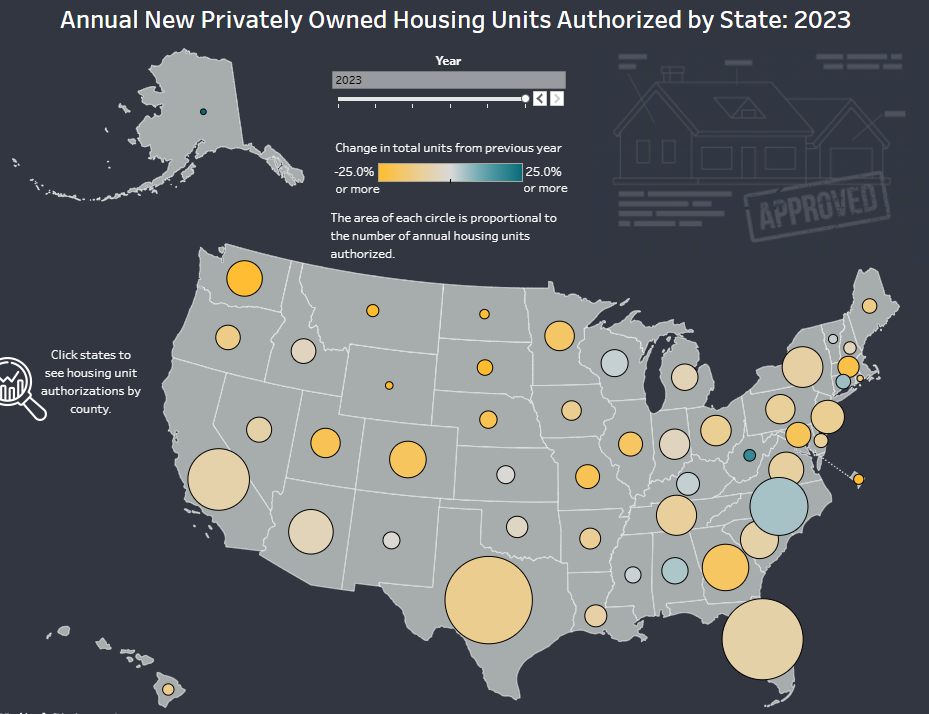 Annual New Privately Owned Housing Units Authorized by State: 2023
Year
2023
Change in total units from previous year
-25.0%
or more
25.0%
or more
The area of each circle is proportional to
the number of annual housing units
authorized.
APPROVED
Click states to
see housing unit
authorizations by
county.